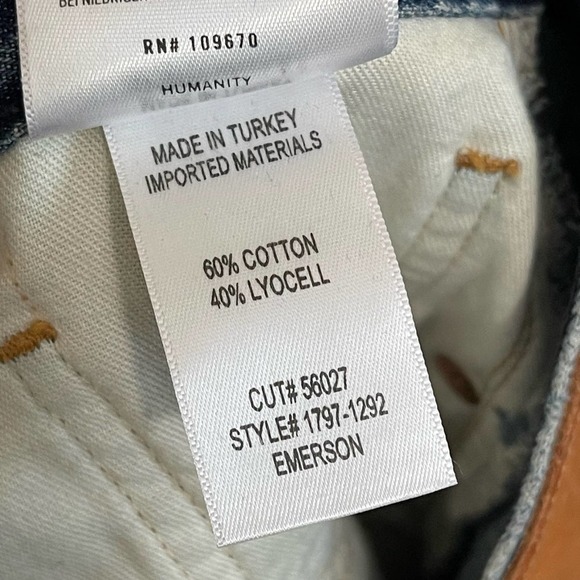 RN# 109670
HUMANITY
MADE IN TURKEY
IMPORTED MATERIALS
60% COTTON
40% LYOCELL
CUT# 56027
STYLE# 1797-1292
EMERSON